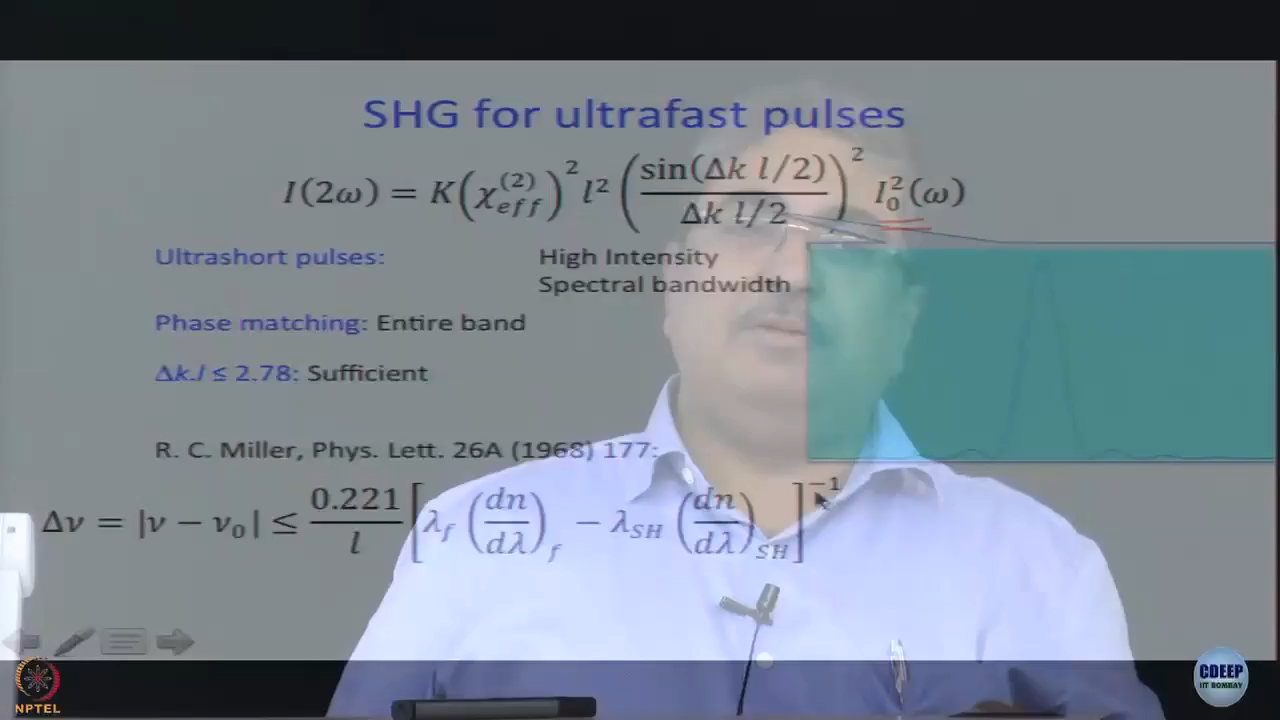 SHG for ultrafast pulses
I(2ω) = K(χ_eff^(2))^2 l^2 (sin(Δk l/2) / Δk l/2)^2 I_0^2(ω)
Ultrashort pulses: High Intensity
Spectral bandwidth
Phase matching: Entire band
Δk.l ≤ 2.78: Sufficient
R. C. Miller, Phys. Lett. 26A (1968) 177:
Δν = |ν − ν_0| ≤ 0.221/l [λ_f (dn/dλ)_f − λ_SH (dn/dλ)_SH]^−1
NPTEL
CDEEP
IIT BOMBAY